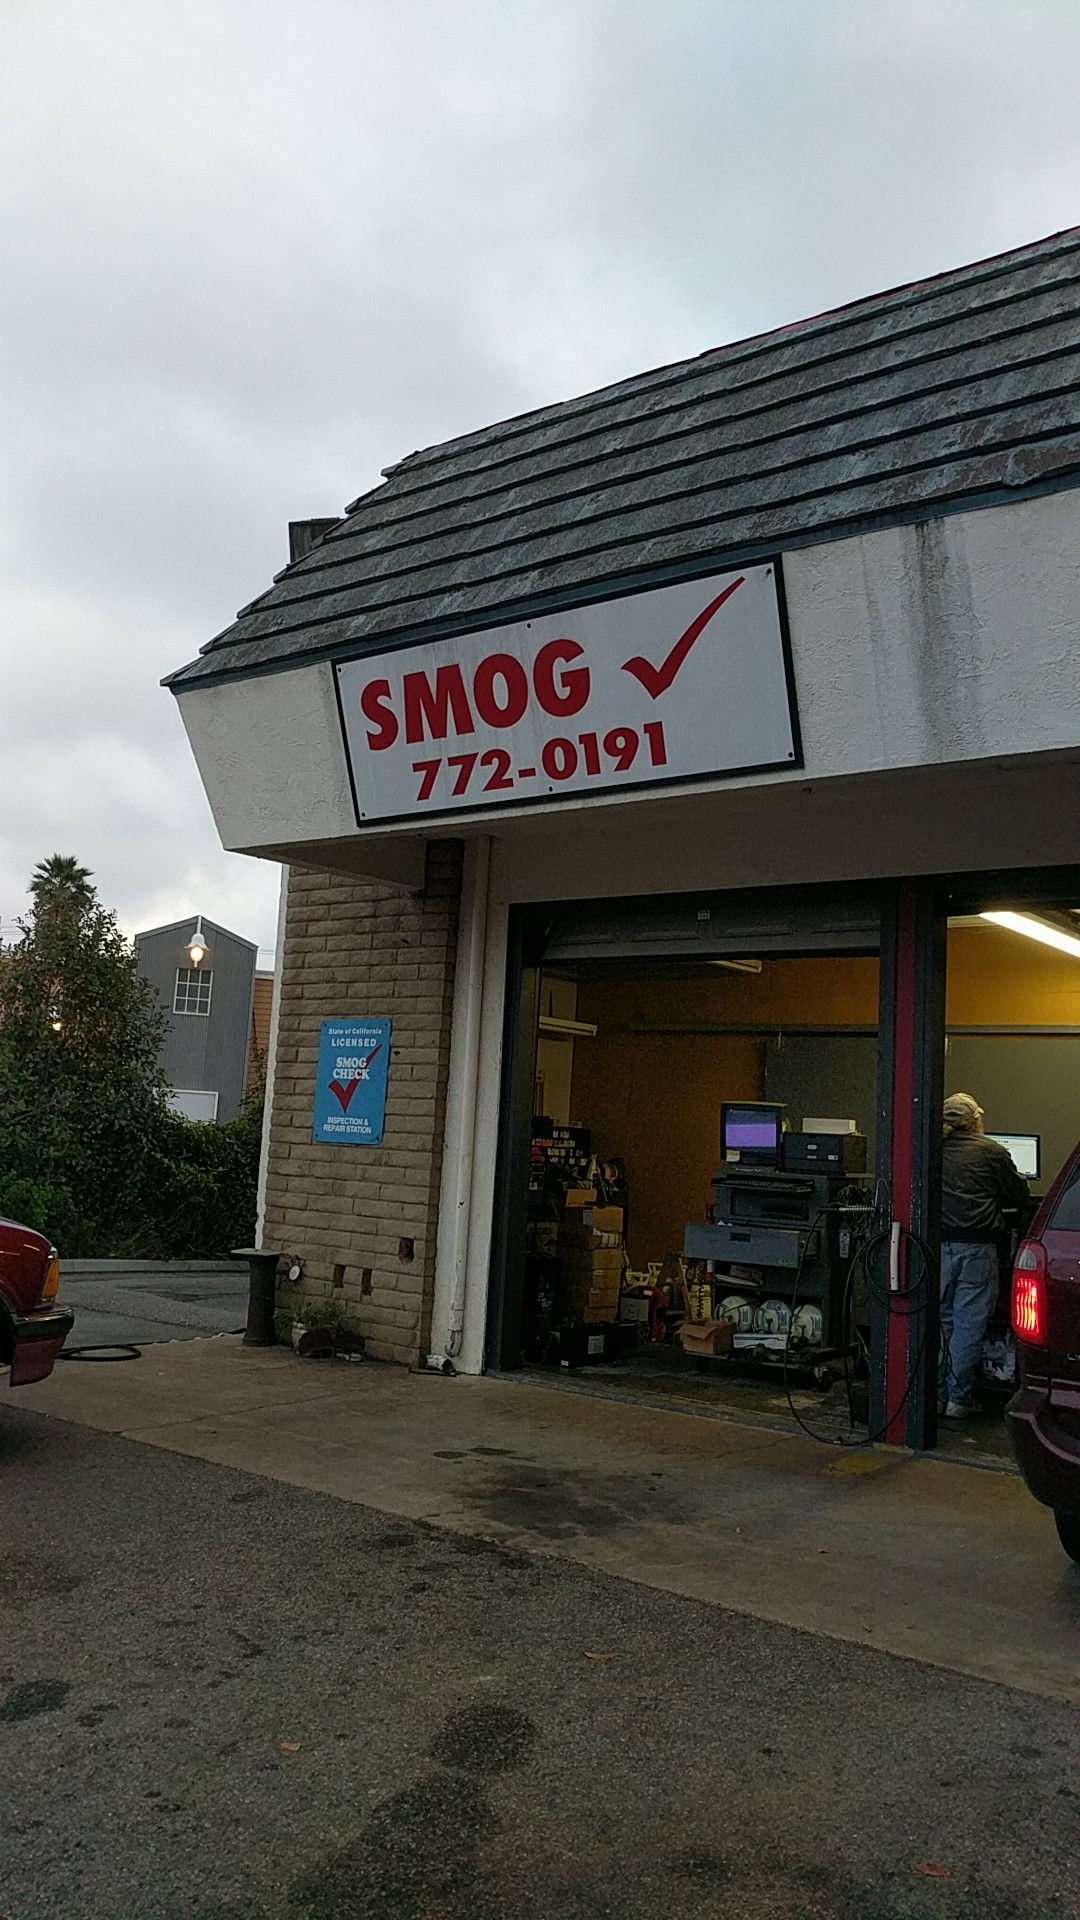 SMOG
772-0191
State of California
LICENSED
SMOG
CHECK
INSPECTION &
REPAIR STATION